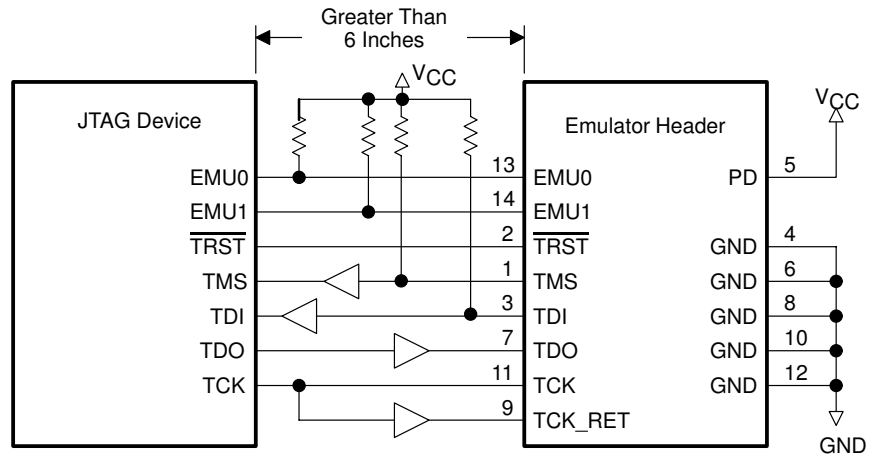 Greater Than
6 Inches
VCC
JTAG Device
Emulator Header
VCC
EMU0 13 EMU0 PD 5
EMU1 14 EMU1
TRST 2 TRST GND 4
TMS 1 TMS GND 6
TDI 3 TDI GND 8
TDO 7 TDO GND 10
TCK 11 TCK GND 12
9 TCK_RET
GND